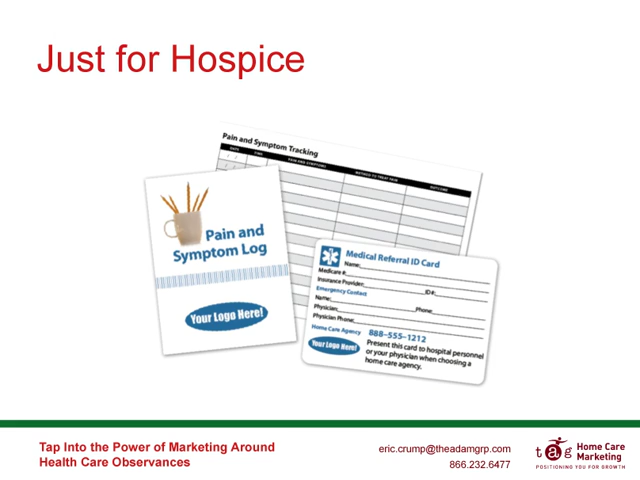 Just for Hospice
Pain and Symptom Tracking
DATE TIME PAIN AND SYMPTOMS METHOD TO TREAT PAIN OUTCOME
Pain and
Symptom Log
Your Logo Here!
Medical Referral ID Card
Name:
Medicare #:
Insurance Provider: ID#:
Emergency Contact
Name:
Physician: Phone:
Physician Phone:
Home Care Agency 888-555-1212
Your Logo Here!
Present this card to hospital personnel
or your physician when choosing a
home care agency.
Tap Into the Power of Marketing Around
Health Care Observances
eric.crump@theadamgrp.com
866.232.6477
tag Home Care
Marketing
POSITIONING YOU FOR GROWTH